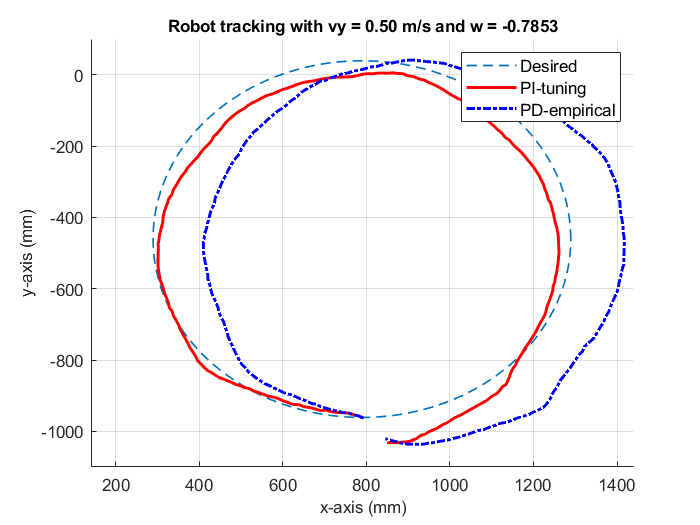 Robot tracking with vy = 0.50 m/s and w = -0.7853
Desired
PI-tuning
PD-empirical
0
-200
-400
-600
-800
-1000
y-axis (mm)
200 400 600 800 1000 1200 1400
x-axis (mm)